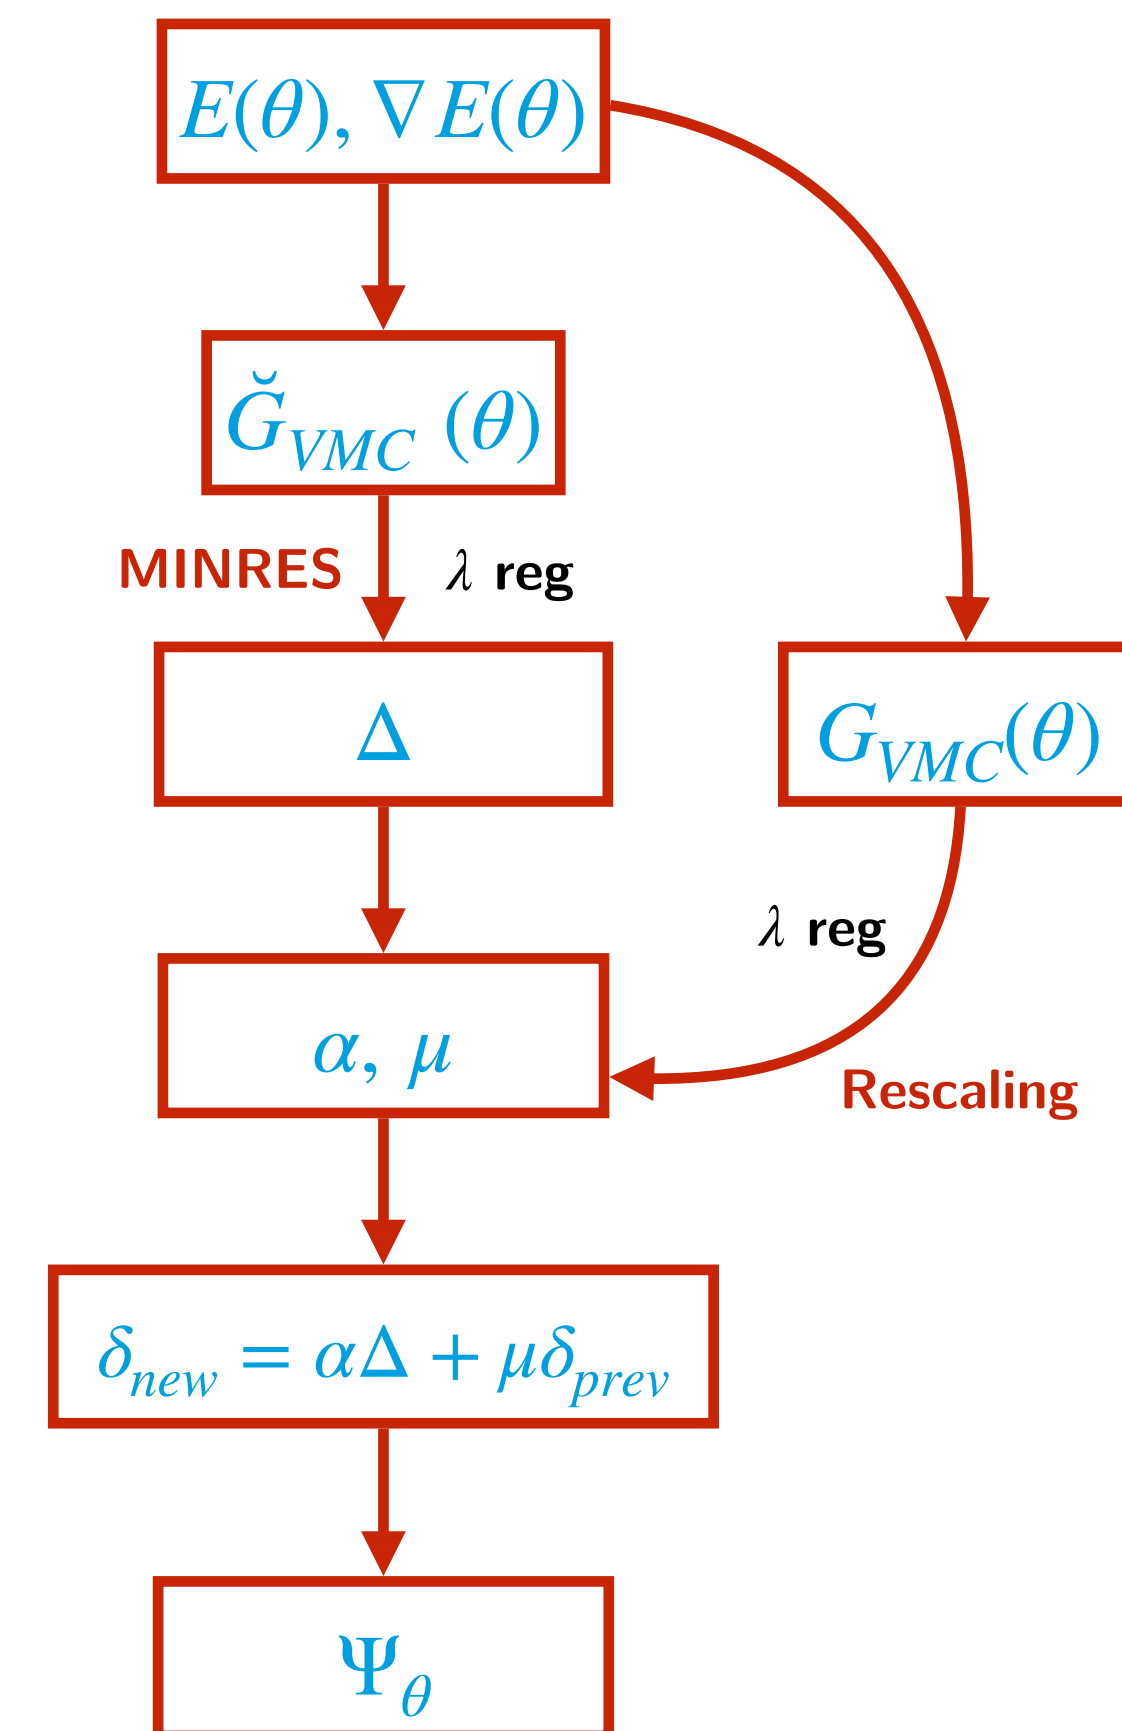 E(θ), ∇E(θ)
Ğ_VMC (θ)
MINRES
λ reg
Δ
G_VMC(θ)
λ reg
α, μ
Rescaling
δ_new = αΔ + μδ_prev
Ψ_θ